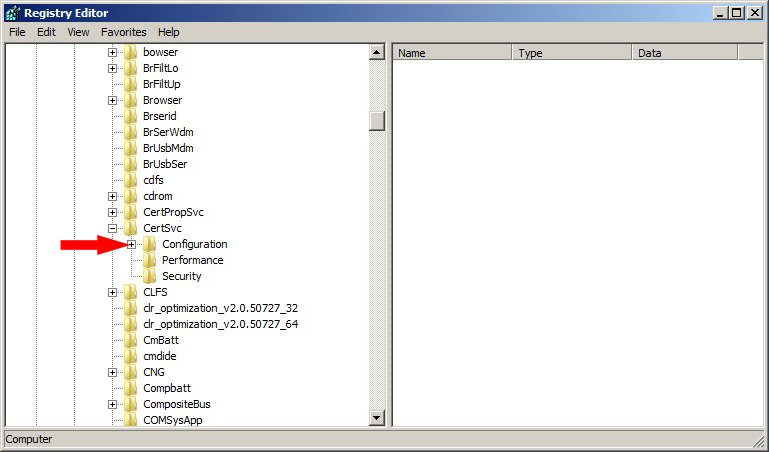 Registry Editor
File Edit View Favorites Help
bowser
BrFiltLo
BrFiltUp
Browser
Brserid
BrSerWdm
BrUsbMdm
BrUsbSer
cdfs
cdrom
CertPropSvc
CertSvc
Configuration
Performance
Security
CLFS
clr_optimization_v2.0.50727_32
clr_optimization_v2.0.50727_64
CmBatt
cmdide
CNG
Compbatt
CompositeBus
COMSysApp
Name Type Data
Computer